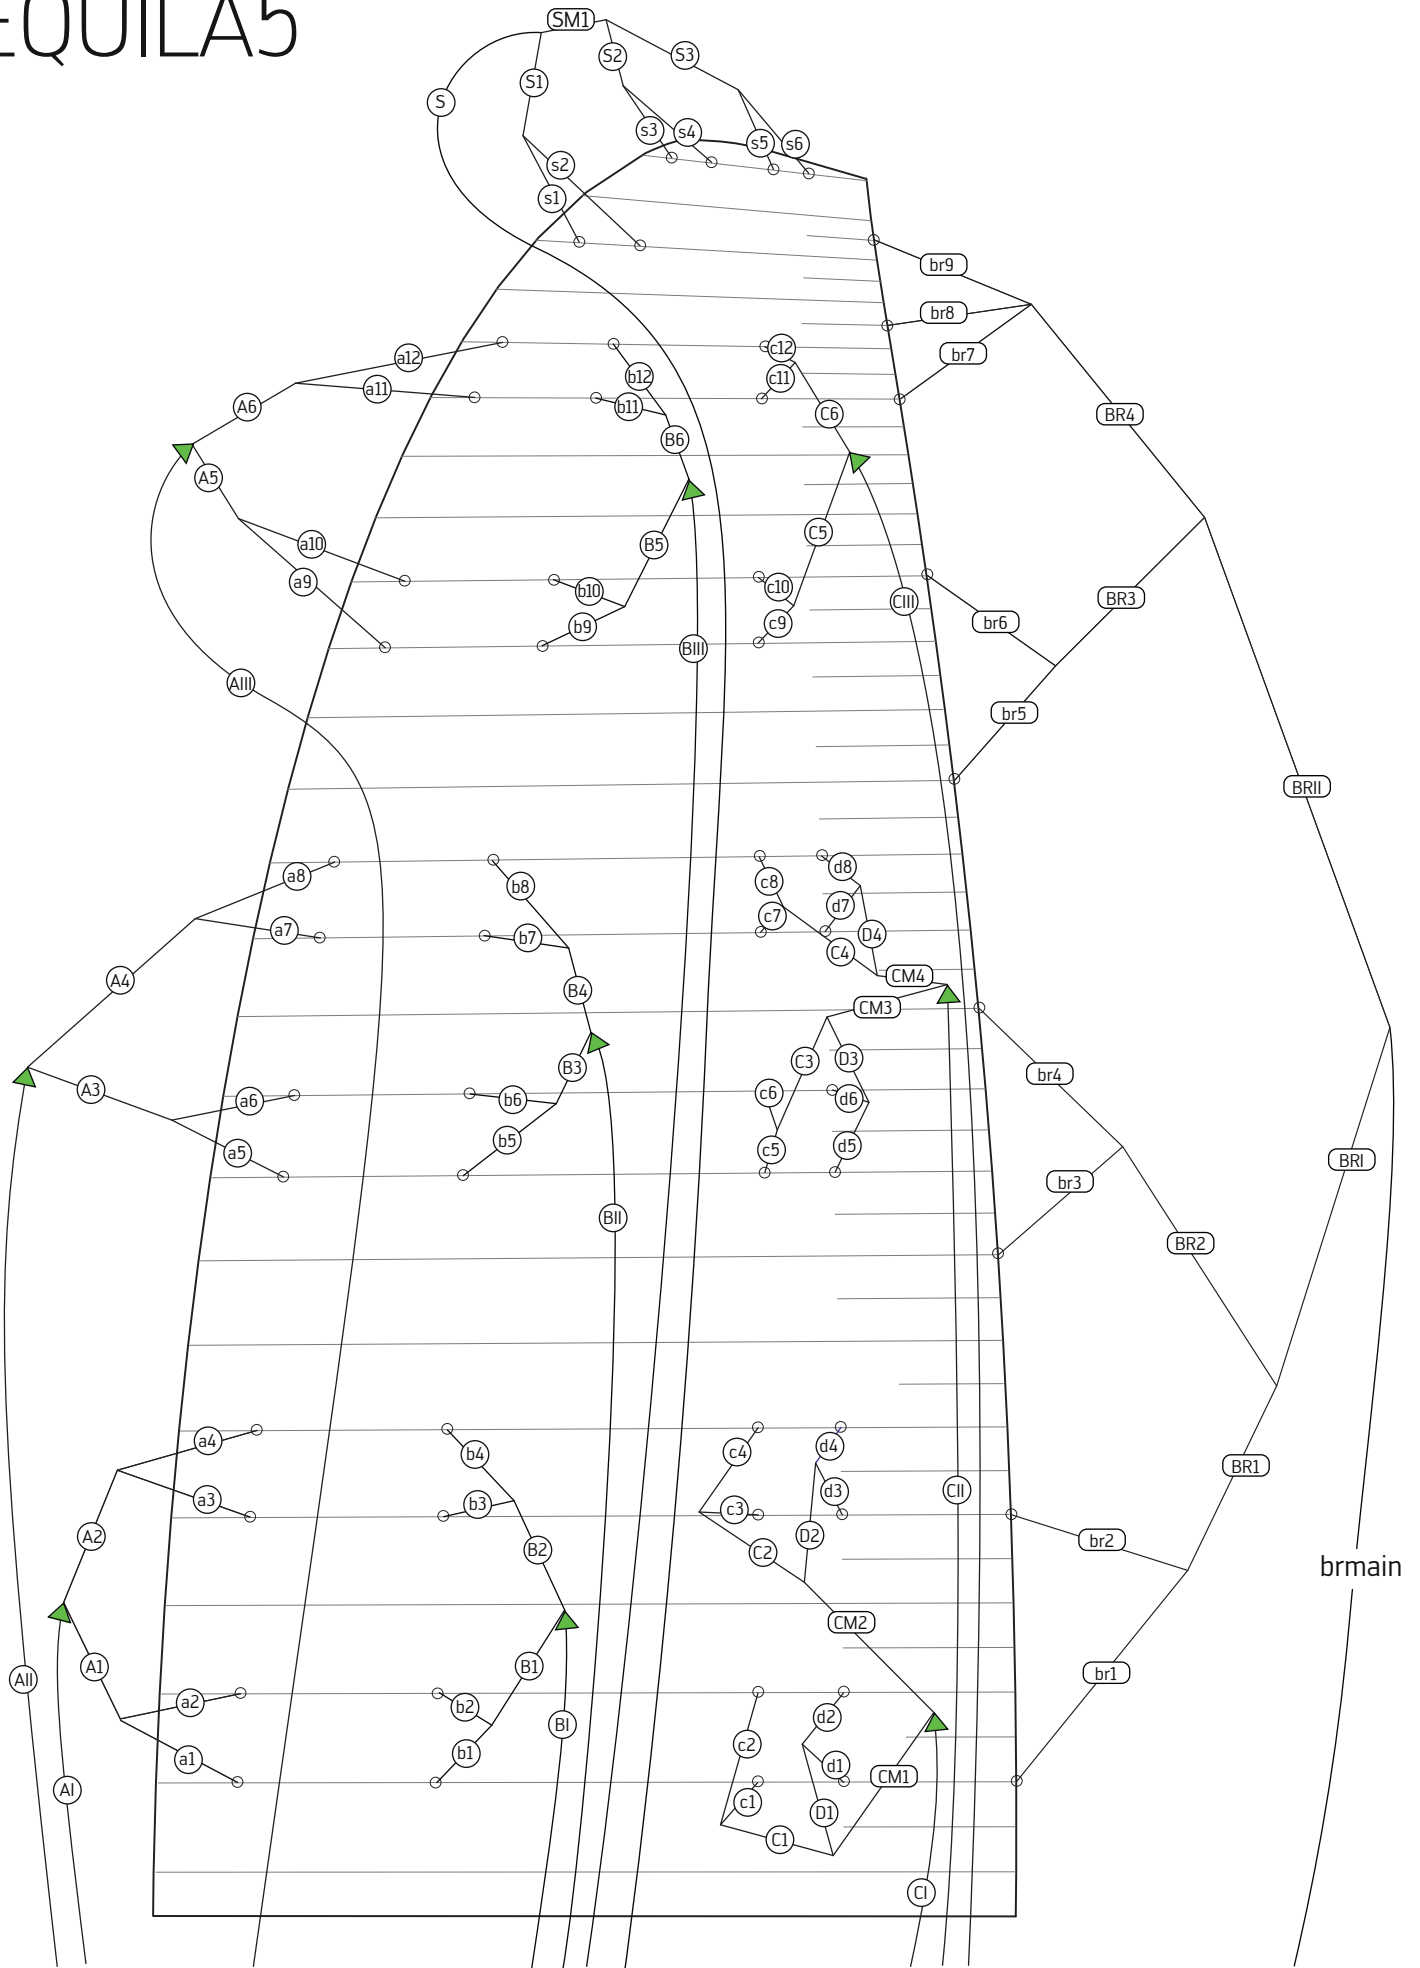 EQUILA5
SM1
S2
S3
S1
S
s3
s4
s5
s6
s2
s1
br9
br8
br7
a12
c12
a11
b12
c11
A6
b11
C6
BR4
B6
A5
C5
a10
B5
a9
b10
c10
BR3
CIII
b9
c9
br6
BIII
AIII
br5
BRII
d8
a8
b8
c8
d7
c7
a7
b7
D4
C4
A4
B4
CM4
CM3
C3
D3
B3
br4
A3
c6
a6
b6
d6
b5
d5
a5
c5
BRI
br3
BII
BR2
a4
b4
c4
d4
BR1
a3
b3
c3
d3
CII
A2
B2
C2
D2
br2
brmain
CM2
A1
B1
br1
AII
a2
b2
d2
BI
c2
b1
a1
d1
CM1
AI
c1
D1
C1
CI